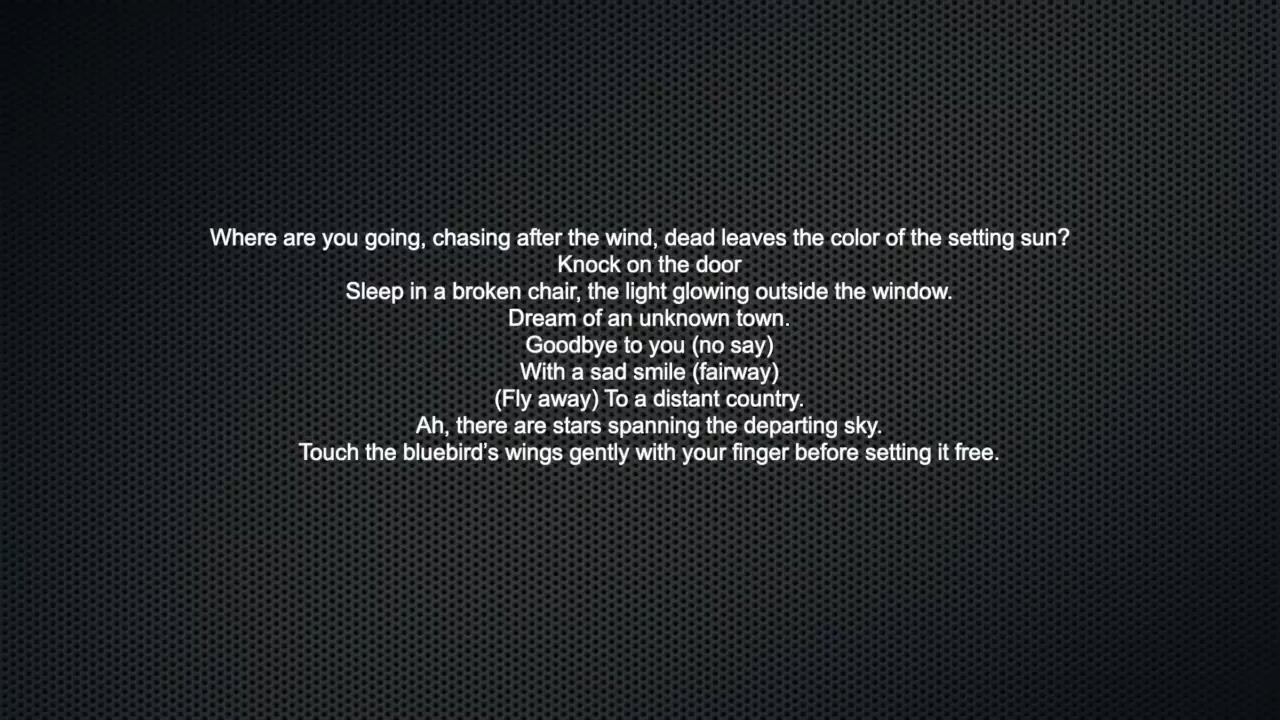 Where are you going, chasing after the wind, dead leaves the color of the setting sun?
Knock on the door
Sleep in a broken chair, the light glowing outside the window.
Dream of an unknown town.
Goodbye to you (no say)
With a sad smile (fairway)
(Fly away) To a distant country.
Ah, there are stars spanning the departing sky.
Touch the bluebird’s wings gently with your finger before setting it free.